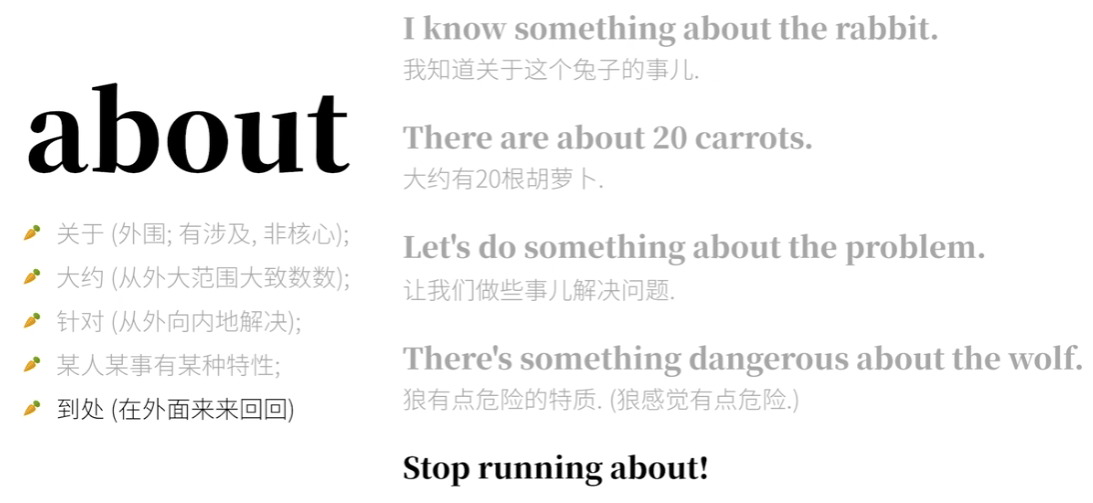 about
关于 (外围; 有涉及, 非核心);
大约 (从外大范围大致数数);
针对 (从外向内地解决);
某人某事有某种特性;
到处 (在外面来来回回)
I know something about the rabbit.
我知道关于这个兔子的事儿.
There are about 20 carrots.
大约有20根胡萝卜.
Let's do something about the problem.
让我们做些事儿解决问题.
There's something dangerous about the wolf.
狼有点危险的特质. (狼感觉有点危险.)
Stop running about!